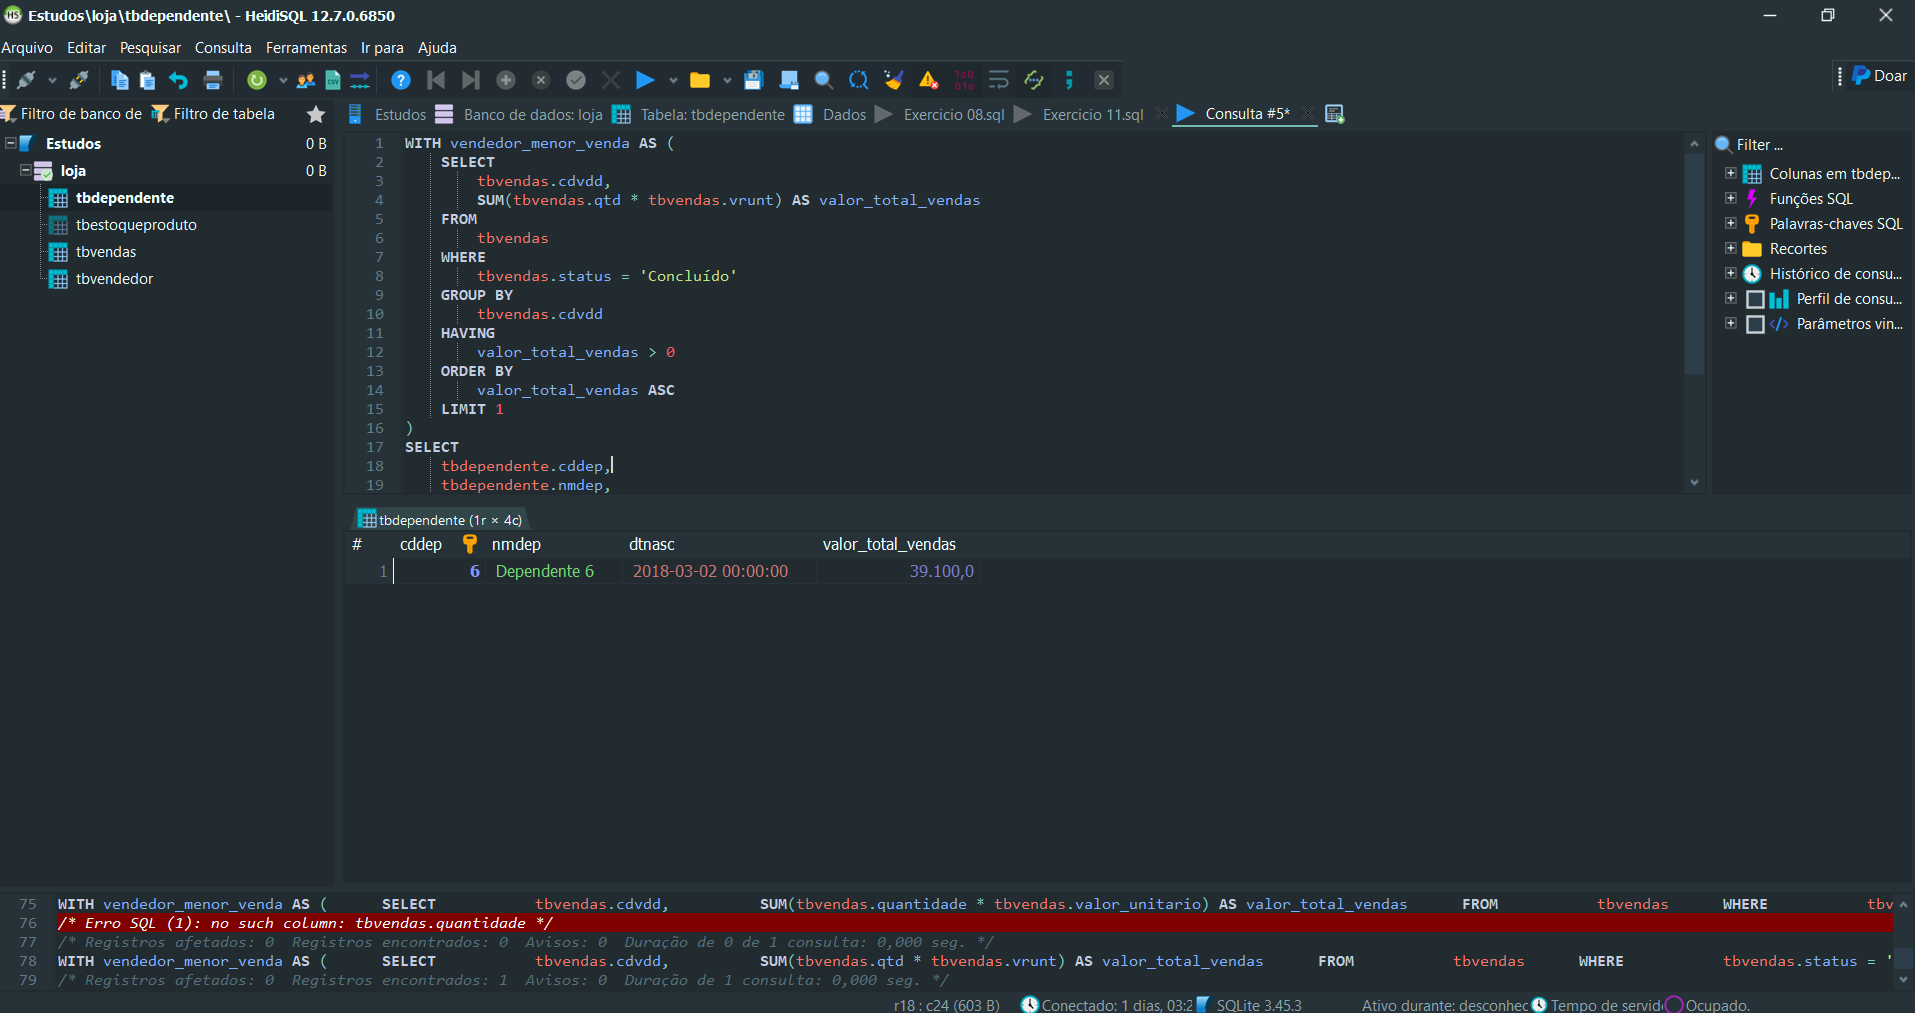 Estudos\loja\tbdependente\ - HeidiSQL 12.7.0.6850
Arquivo Editar Pesquisar Consulta Ferramentas Ir para Ajuda
Doar
Filtro de banco de Filtro de tabela
Estudos 0 B
loja 0 B
tbdependente
tbestoqueproduto
tbvendas
tbvendedor
Estudos Banco de dados: loja Tabela: tbdependente Dados Exercicio 08.sql Exercicio 11.sql Consulta #5*
1 WITH vendedor_menor_venda AS (
2 SELECT
3 tbvendas.cdvdd,
4 SUM(tbvendas.qtd * tbvendas.vrunt) AS valor_total_vendas
5 FROM
6 tbvendas
7 WHERE
8 tbvendas.status = 'Concluído'
9 GROUP BY
10 tbvendas.cdvdd
11 HAVING
12 valor_total_vendas > 0
13 ORDER BY
14 valor_total_vendas ASC
15 LIMIT 1
16 )
17 SELECT
18 tbdependente.cddep,
19 tbdependente.nmdep,
Filter ...
Colunas em tbdep...
Funções SQL
Palavras-chaves SQL
Recortes
Histórico de consu...
Perfil de consu...
Parâmetros vin...
tbdependente (1r × 4c)
# cddep nmdep dtnasc valor_total_vendas
1 6 Dependente 6 2018-03-02 00:00:00 39.100,0
75 WITH vendedor_menor_venda AS ( SELECT tbvendas.cdvdd, SUM(tbvendas.quantidade * tbvendas.valor_unitario) AS valor_total_vendas FROM tbvendas WHERE tbv
76 /* Erro SQL (1): no such column: tbvendas.quantidade */
77 /* Registros afetados: 0 Registros encontrados: 0 Avisos: 0 Duração de 0 de 1 consulta: 0,000 seg. */
78 WITH vendedor_menor_venda AS ( SELECT tbvendas.cdvdd, SUM(tbvendas.qtd * tbvendas.vrunt) AS valor_total_vendas FROM tbvendas WHERE tbvendas.status = '
79 /* Registros afetados: 0 Registros encontrados: 1 Avisos: 0 Duração de 1 consulta: 0,000 seg. */
r18 : c24 (603 B) Conectado: 1 dias, 03:2 SQLite 3.45.3 Ativo durante: desconhec Tempo de servid Ocupado.